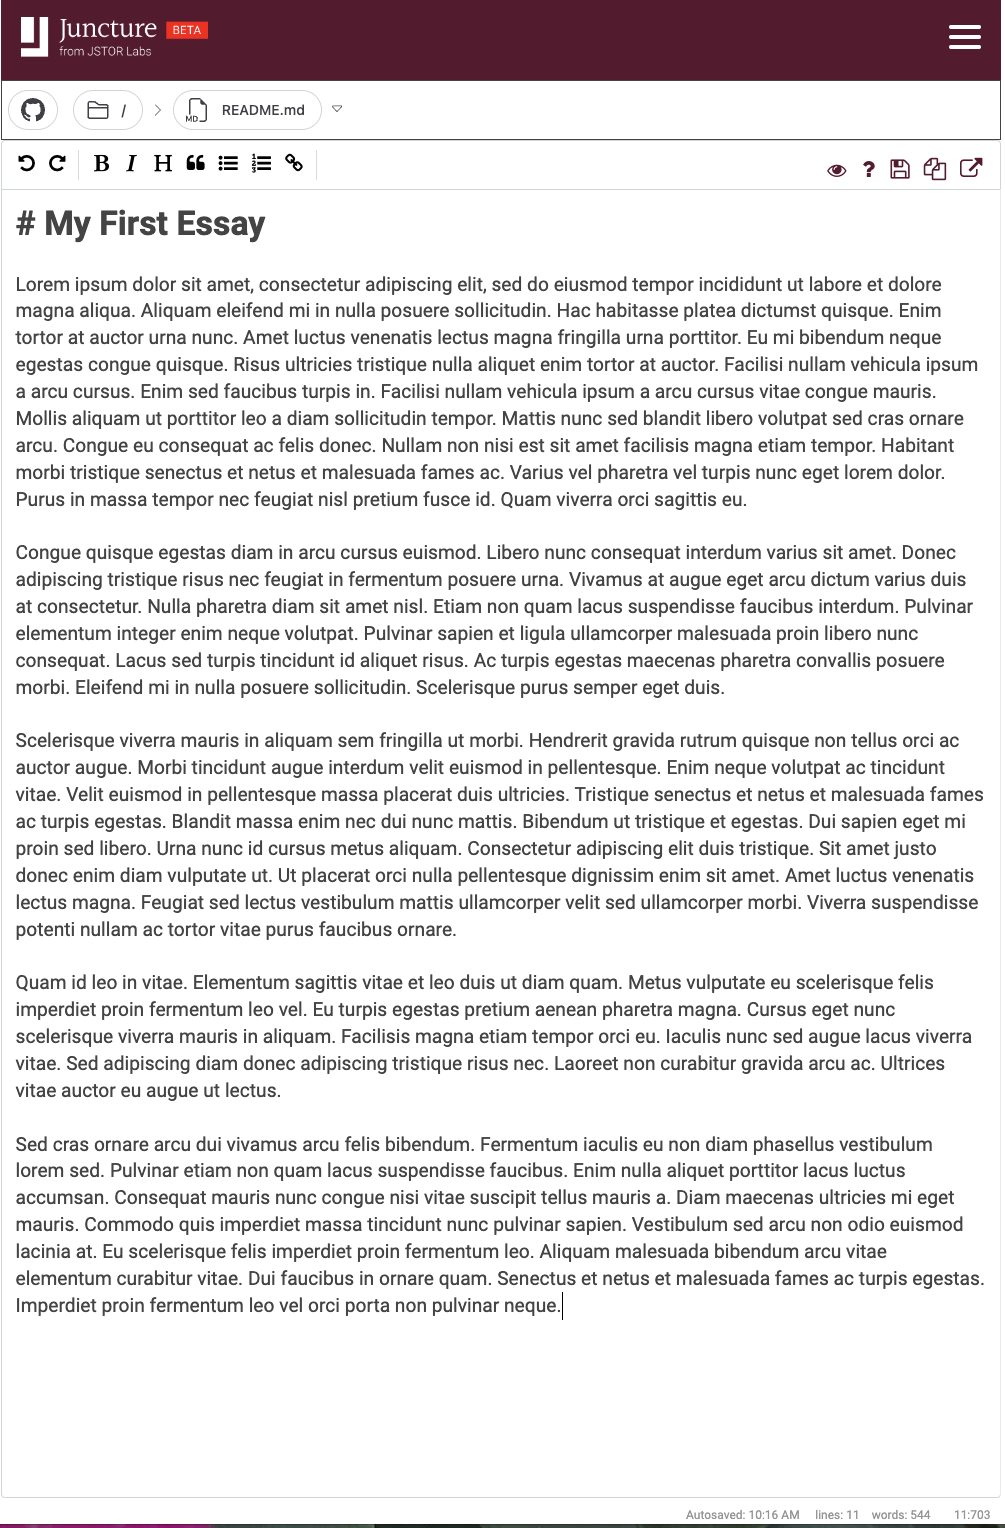 Juncture BETA
from JSTOR Labs
/ > MD README.md
B I H
?
# My First Essay
Lorem ipsum dolor sit amet, consectetur adipiscing elit, sed do eiusmod tempor incididunt ut labore et dolore
magna aliqua. Aliquam eleifend mi in nulla posuere sollicitudin. Hac habitasse platea dictumst quisque. Enim
tortor at auctor urna nunc. Amet luctus venenatis lectus magna fringilla urna porttitor. Eu mi bibendum neque
egestas congue quisque. Risus ultricies tristique nulla aliquet enim tortor at auctor. Facilisi nullam vehicula ipsum
a arcu cursus. Enim sed faucibus turpis in. Facilisi nullam vehicula ipsum a arcu cursus vitae congue mauris.
Mollis aliquam ut porttitor leo a diam sollicitudin tempor. Mattis nunc sed blandit libero volutpat sed cras ornare
arcu. Congue eu consequat ac felis donec. Nullam non nisi est sit amet facilisis magna etiam tempor. Habitant
morbi tristique senectus et netus et malesuada fames ac. Varius vel pharetra vel turpis nunc eget lorem dolor.
Purus in massa tempor nec feugiat nisl pretium fusce id. Quam viverra orci sagittis eu.
Congue quisque egestas diam in arcu cursus euismod. Libero nunc consequat interdum varius sit amet. Donec
adipiscing tristique risus nec feugiat in fermentum posuere urna. Vivamus at augue eget arcu dictum varius duis
at consectetur. Nulla pharetra diam sit amet nisl. Etiam non quam lacus suspendisse faucibus interdum. Pulvinar
elementum integer enim neque volutpat. Pulvinar sapien et ligula ullamcorper malesuada proin libero nunc
consequat. Lacus sed turpis tincidunt id aliquet risus. Ac turpis egestas maecenas pharetra convallis posuere
morbi. Eleifend mi in nulla posuere sollicitudin. Scelerisque purus semper eget duis.
Scelerisque viverra mauris in aliquam sem fringilla ut morbi. Hendrerit gravida rutrum quisque non tellus orci ac
auctor augue. Morbi tincidunt augue interdum velit euismod in pellentesque. Enim neque volutpat ac tincidunt
vitae. Velit euismod in pellentesque massa placerat duis ultricies. Tristique senectus et netus et malesuada fames
ac turpis egestas. Blandit massa enim nec dui nunc mattis. Bibendum ut tristique et egestas. Dui sapien eget mi
proin sed libero. Urna nunc id cursus metus aliquam. Consectetur adipiscing elit duis tristique. Sit amet justo
donec enim diam vulputate ut. Ut placerat orci nulla pellentesque dignissim enim sit amet. Amet luctus venenatis
lectus magna. Feugiat sed lectus vestibulum mattis ullamcorper velit sed ullamcorper morbi. Viverra suspendisse
potenti nullam ac tortor vitae purus faucibus ornare.
Quam id leo in vitae. Elementum sagittis vitae et leo duis ut diam quam. Metus vulputate eu scelerisque felis
imperdiet proin fermentum leo vel. Eu turpis egestas pretium aenean pharetra magna. Cursus eget nunc
scelerisque viverra mauris in aliquam. Facilisis magna etiam tempor orci eu. Iaculis nunc sed augue lacus viverra
vitae. Sed adipiscing diam donec adipiscing tristique risus nec. Laoreet non curabitur gravida arcu ac. Ultrices
vitae auctor eu augue ut lectus.
Sed cras ornare arcu dui vivamus arcu felis bibendum. Fermentum iaculis eu non diam phasellus vestibulum
lorem sed. Pulvinar etiam non quam lacus suspendisse faucibus. Enim nulla aliquet porttitor lacus luctus
accumsan. Consequat mauris nunc congue nisi vitae suscipit tellus mauris a. Diam maecenas ultricies mi eget
mauris. Commodo quis imperdiet massa tincidunt nunc pulvinar sapien. Vestibulum sed arcu non odio euismod
lacinia at. Eu scelerisque felis imperdiet proin fermentum leo. Aliquam malesuada bibendum arcu vitae
elementum curabitur vitae. Dui faucibus in ornare quam. Senectus et netus et malesuada fames ac turpis egestas.
Imperdiet proin fermentum leo vel orci porta non pulvinar neque.
Autosaved: 10:16 AM lines: 11 words: 544 11:703